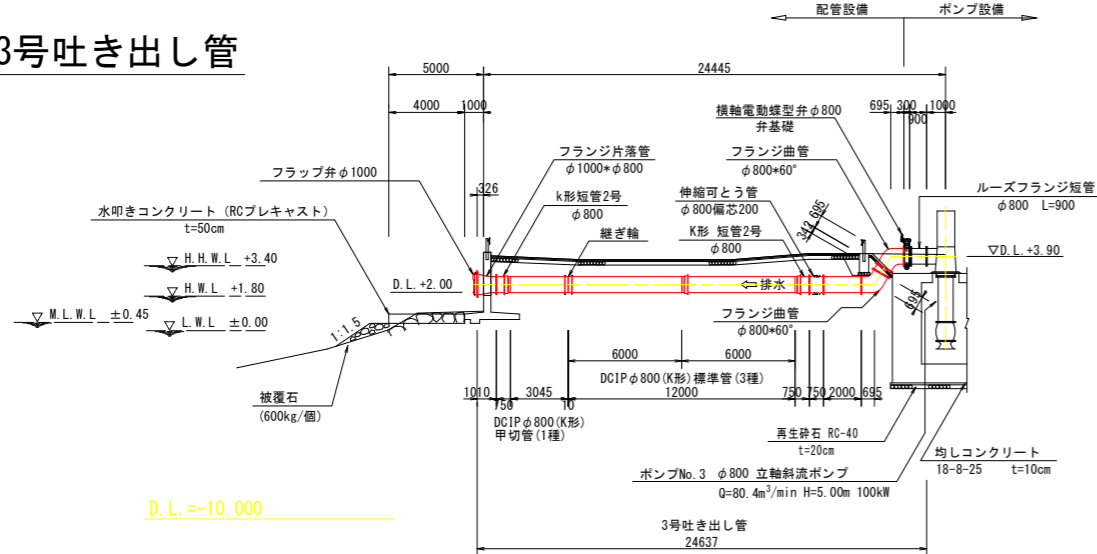 配管設備
ポンプ設備
3号吐き出し管
5000
24445
4000
1000
695
300
1000
900
横軸電動蝶型弁φ800
弁基礎
フランジ片落管
φ1000*φ800
フランジ曲管
φ800*60°
フラップ弁φ1000
326
k形短管2号
φ800
伸縮可とう管
φ800偏芯200
ルーズフランジ短管
φ800 L=900
水叩きコンクリート (RCプレキャスト)
t=50cm
継ぎ輪
K形 短管2号
φ800
343
695
H.H.W.L +3.40
▽D.L.+3.90
H.W.L +1.80
D.L.+2.00
⇦排水
M.L.W.L ±0.45
L.W.L ±0.00
1:1.5
フランジ曲管
φ800*60°
695
6000
6000
DCIPφ800(K形)標準管(3種)
被覆石
(600kg/個)
1010
750
3045
10
12000
750
750
2000
695
DCIPφ800(K形)
甲切管(1種)
再生砕石 RC-40
t=20cm
均しコンクリート
18-8-25 t=10cm
ポンプNo.3 φ800 立軸斜流ポンプ
Q=80.4m³/min H=5.00m 100kW
D.L.=-10.000
3号吐き出し管
24637